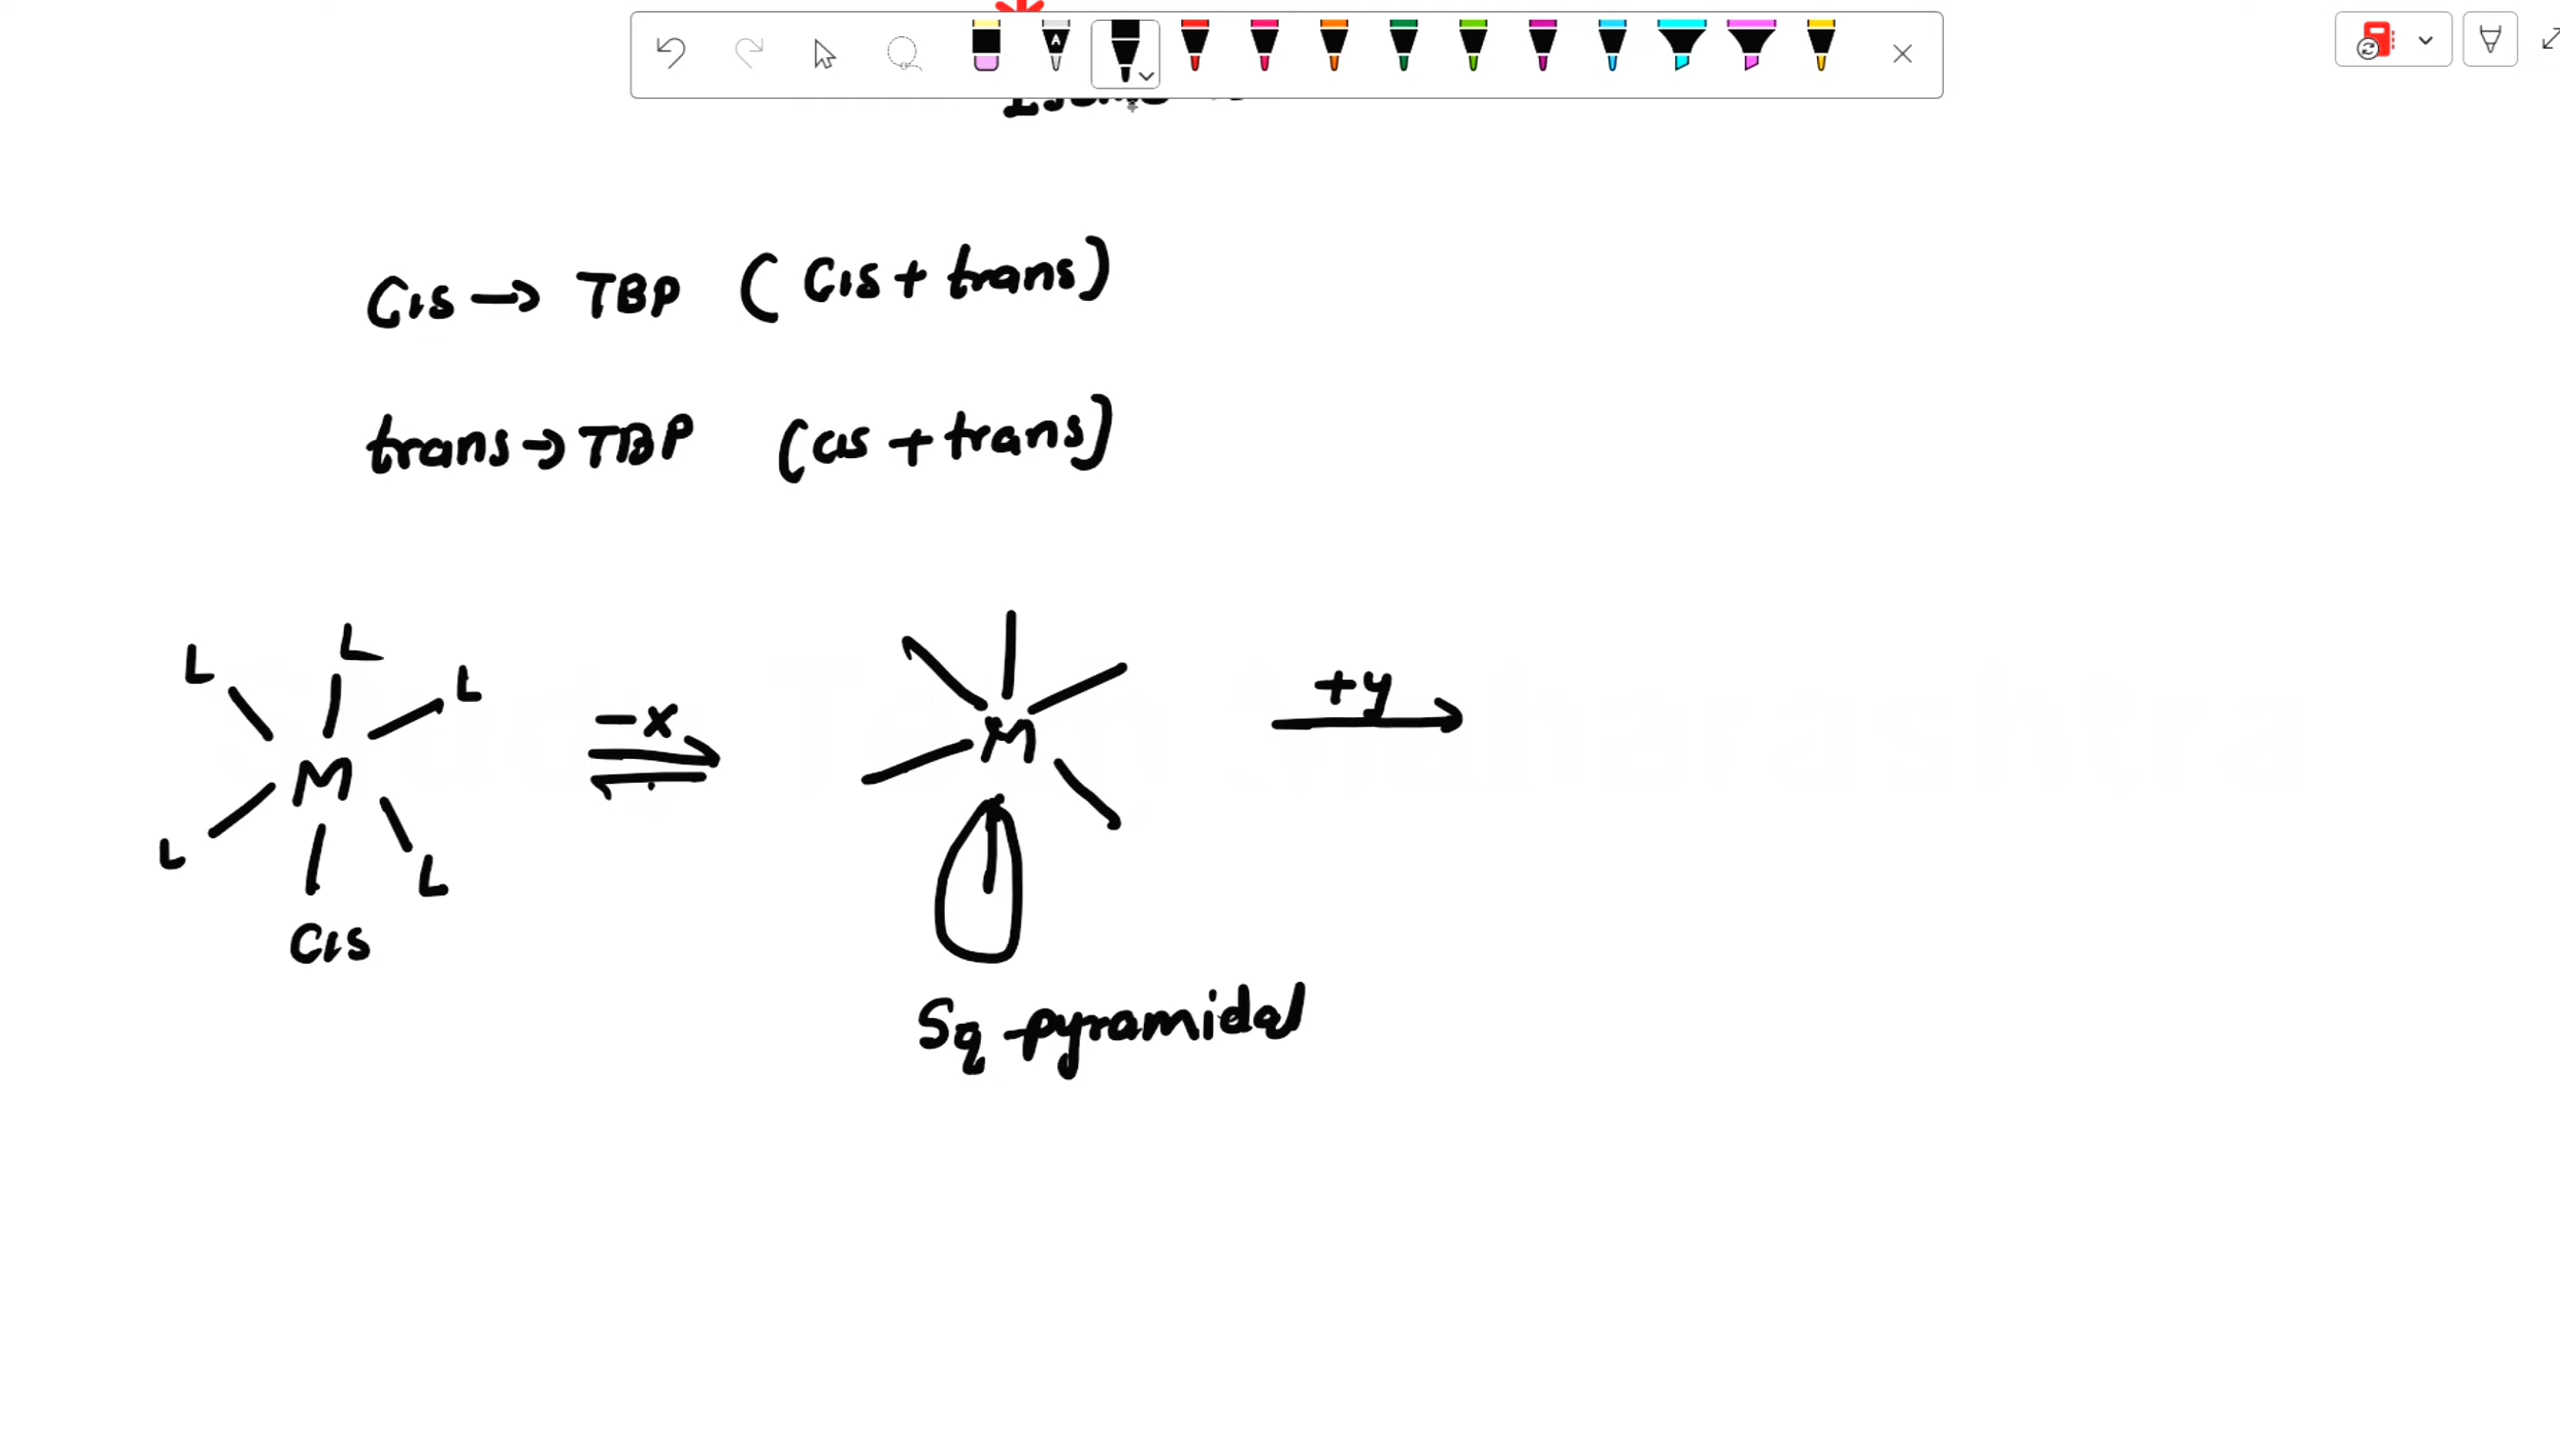 Cis → TBP (Cis + trans)
trans → TBP (cis + trans)
L L L
-x
+y
M
M
L L
Cis
Sq-pyramidal